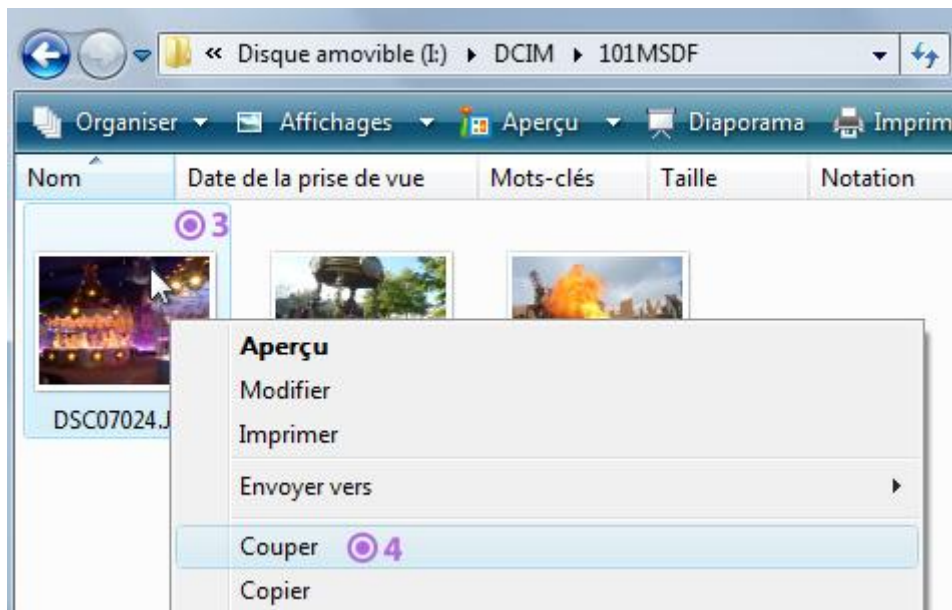 « Disque amovible (I:) ▸ DCIM ▸ 101MSDF
Organiser Affichages Aperçu Diaporama Imprim
Nom Date de la prise de vue Mots-clés Taille Notation
3
DSC07024.J
Aperçu
Modifier
Imprimer
Envoyer vers
Couper 4
Copier